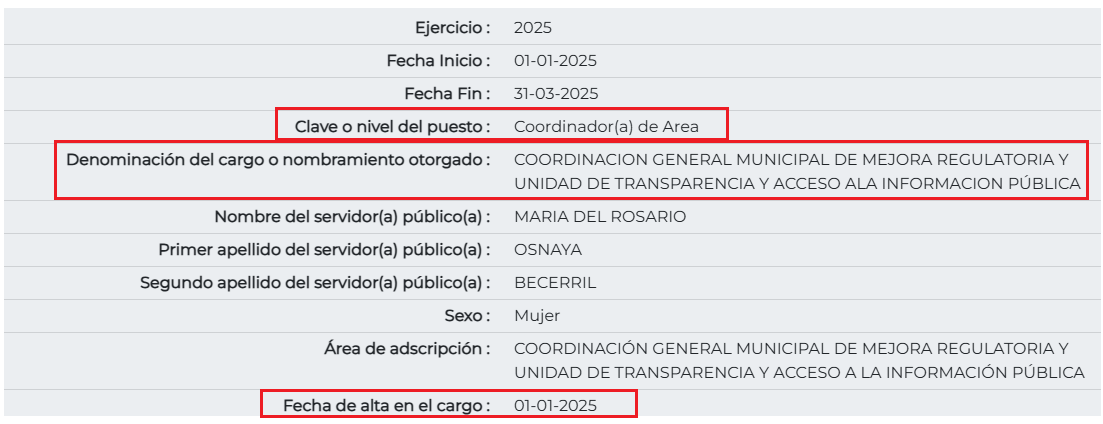 Ejercicio : 2025
Fecha Inicio : 01-01-2025
Fecha Fin : 31-03-2025
Clave o nivel del puesto : Coordinador(a) de Area
Denominación del cargo o nombramiento otorgado : COORDINACION GENERAL MUNICIPAL DE MEJORA REGULATORIA Y
UNIDAD DE TRANSPARENCIA Y ACCESO ALA INFORMACION PÚBLICA
Nombre del servidor(a) público(a) : MARIA DEL ROSARIO
Primer apellido del servidor(a) público(a) : OSNAYA
Segundo apellido del servidor(a) público(a) : BECERRIL
Sexo : Mujer
Área de adscripción : COORDINACIÓN GENERAL MUNICIPAL DE MEJORA REGULATORIA Y
UNIDAD DE TRANSPARENCIA Y ACCESO A LA INFORMACIÓN PÚBLICA
Fecha de alta en el cargo : 01-01-2025